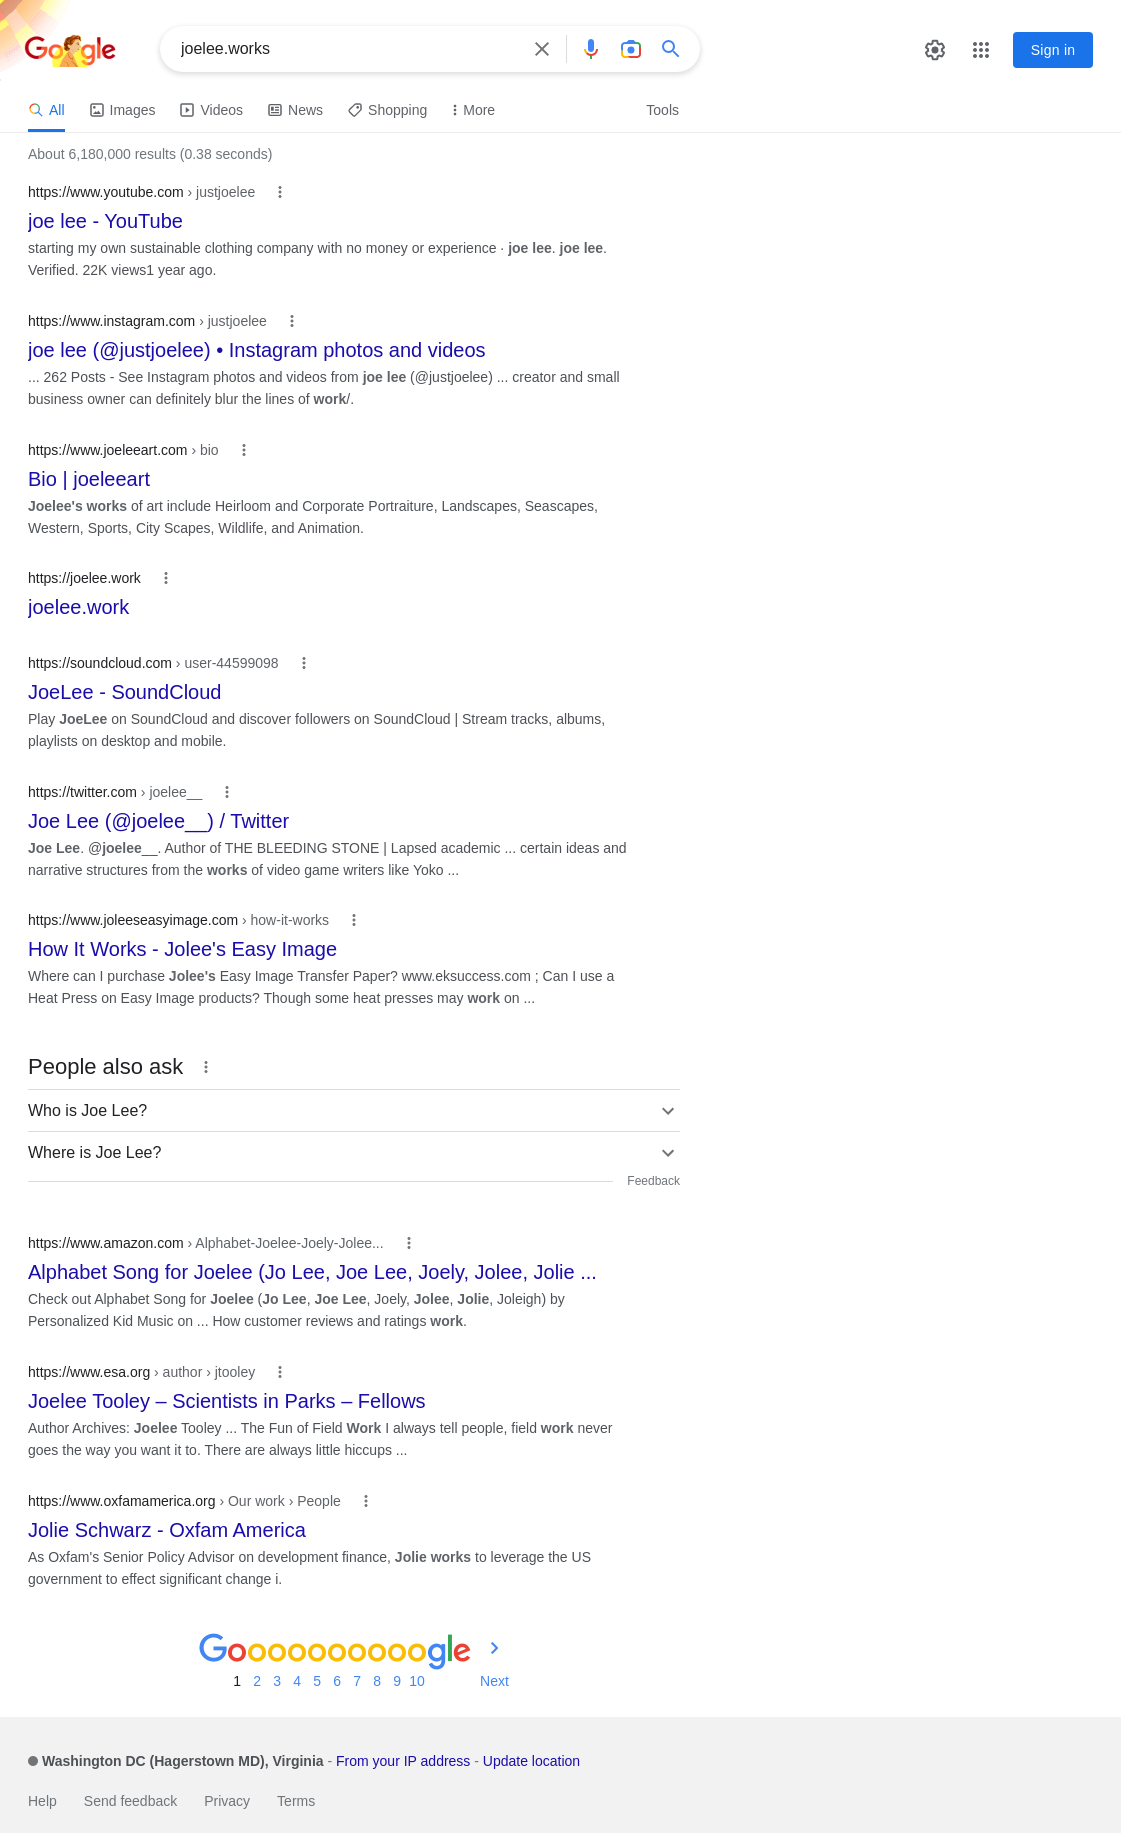 Google
joelee.works
Sign in
All Images Videos News Shopping More Tools
About 6,180,000 results (0.38 seconds)
https://www.youtube.com › justjoelee
joe lee - YouTube
starting my own sustainable clothing company with no money or experience · joe lee. joe lee.
Verified. 22K views1 year ago.
https://www.instagram.com › justjoelee
joe lee (@justjoelee) • Instagram photos and videos
... 262 Posts - See Instagram photos and videos from joe lee (@justjoelee) ... creator and small
business owner can definitely blur the lines of work/.
https://www.joeleeart.com › bio
Bio | joeleeart
Joelee's works of art include Heirloom and Corporate Portraiture, Landscapes, Seascapes,
Western, Sports, City Scapes, Wildlife, and Animation.
https://joelee.work
joelee.work
https://soundcloud.com › user-44599098
JoeLee - SoundCloud
Play JoeLee on SoundCloud and discover followers on SoundCloud | Stream tracks, albums,
playlists on desktop and mobile.
https://twitter.com › joelee__
Joe Lee (@joelee__) / Twitter
Joe Lee. @joelee__. Author of THE BLEEDING STONE | Lapsed academic ... certain ideas and
narrative structures from the works of video game writers like Yoko ...
https://www.joleeseasyimage.com › how-it-works
How It Works - Jolee's Easy Image
Where can I purchase Jolee's Easy Image Transfer Paper? www.eksuccess.com ; Can I use a
Heat Press on Easy Image products? Though some heat presses may work on ...
People also ask
Who is Joe Lee?
Where is Joe Lee?
Feedback
https://www.amazon.com › Alphabet-Joelee-Joely-Jolee...
Alphabet Song for Joelee (Jo Lee, Joe Lee, Joely, Jolee, Jolie ...
Check out Alphabet Song for Joelee (Jo Lee, Joe Lee, Joely, Jolee, Jolie, Joleigh) by
Personalized Kid Music on ... How customer reviews and ratings work.
https://www.esa.org › author › jtooley
Joelee Tooley – Scientists in Parks – Fellows
Author Archives: Joelee Tooley ... The Fun of Field Work I always tell people, field work never
goes the way you want it to. There are always little hiccups ...
https://www.oxfamamerica.org › Our work › People
Jolie Schwarz - Oxfam America
As Oxfam's Senior Policy Advisor on development finance, Jolie works to leverage the US
government to effect significant change i.
Goooooooooogle
1 2 3 4 5 6 7 8 9 10 Next
Washington DC (Hagerstown MD), Virginia - From your IP address - Update location
Help Send feedback Privacy Terms